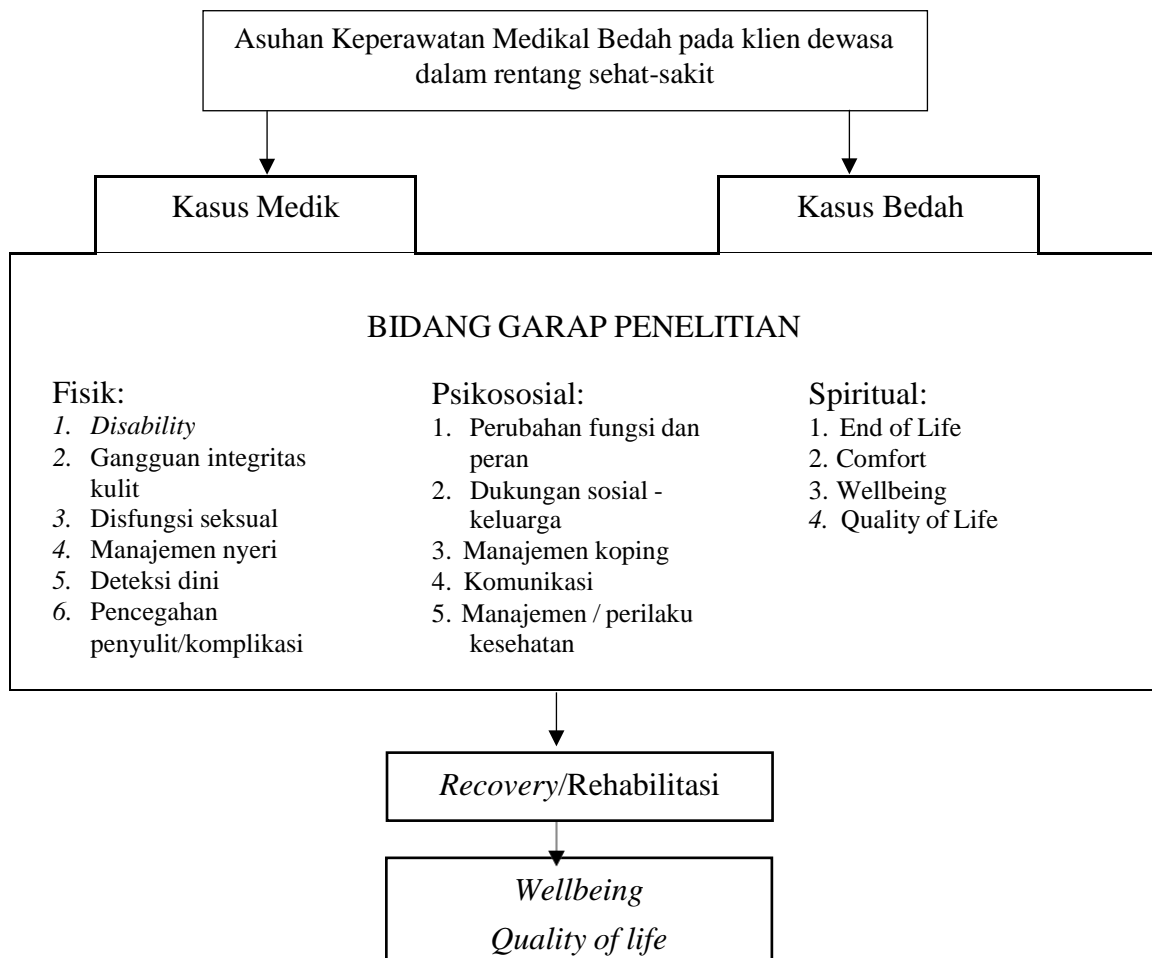 Asuhan Keperawatan Medikal Bedah pada klien dewasa
dalam rentang sehat-sakit
Kasus Medik
Kasus Bedah
BIDANG GARAP PENELITIAN
Fisik:
1. Disability
2. Gangguan integritas
kulit
3. Disfungsi seksual
4. Manajemen nyeri
5. Deteksi dini
6. Pencegahan
penyulit/komplikasi
Psikososial:
1. Perubahan fungsi dan
peran
2. Dukungan sosial -
keluarga
3. Manajemen koping
4. Komunikasi
5. Manajemen / perilaku
kesehatan
Spiritual:
1. End of Life
2. Comfort
3. Wellbeing
4. Quality of Life
Recovery/Rehabilitasi
Wellbeing
Quality of life